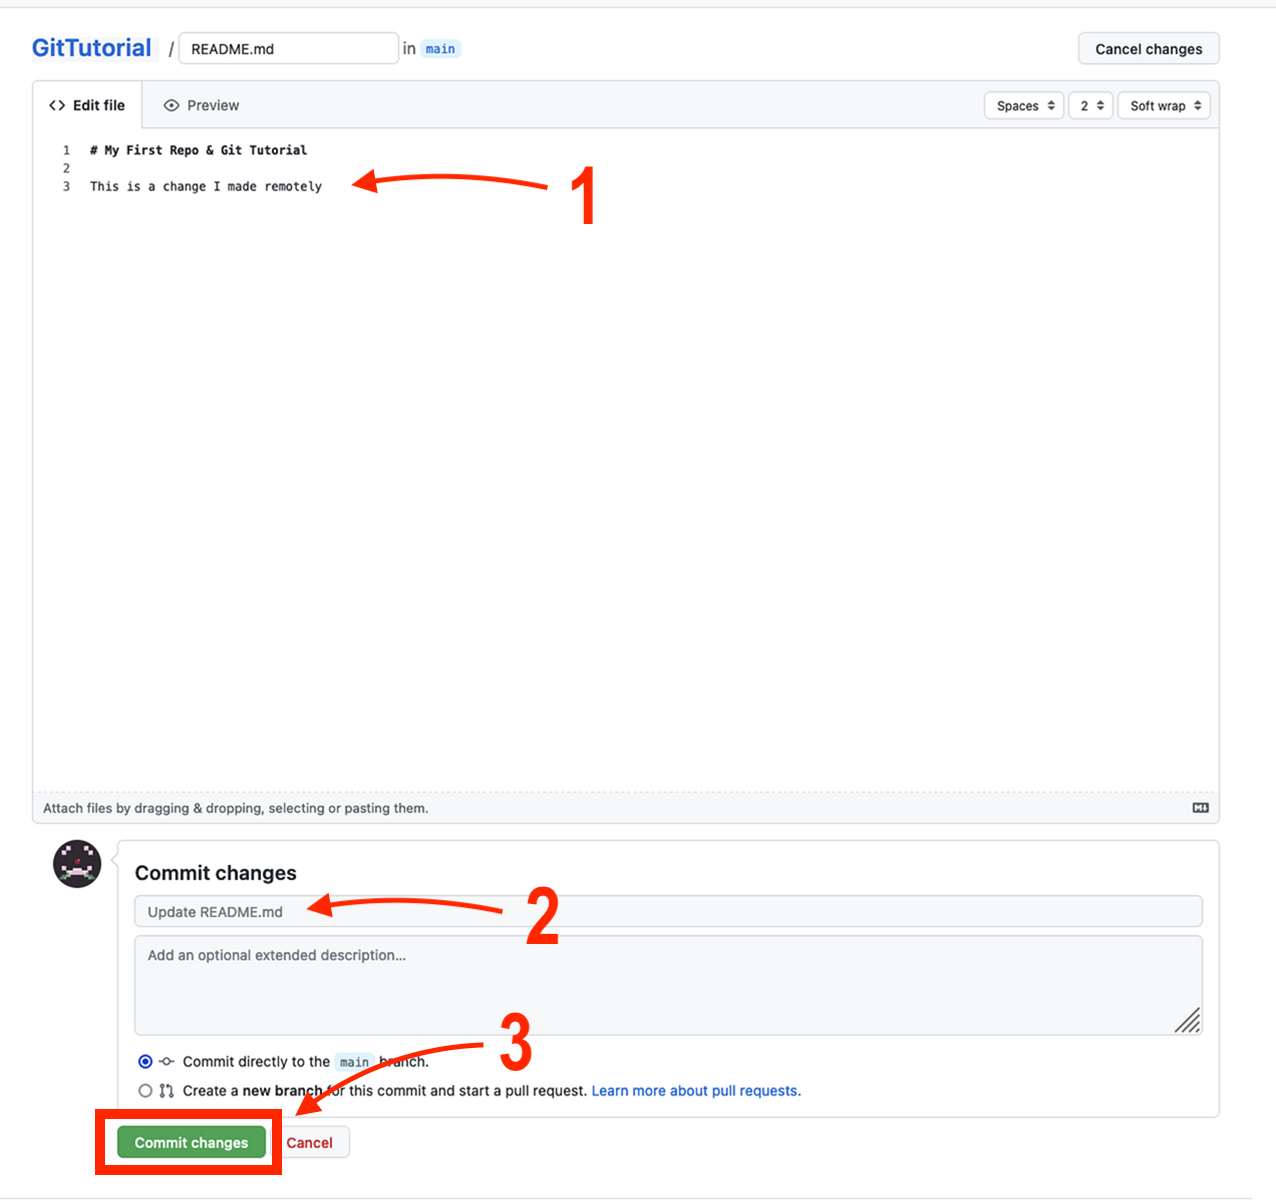 GitTutorial / README.md in main
Cancel changes
Edit file Preview
Spaces 2 Soft wrap
1 # My First Repo & Git Tutorial
2
3 This is a change I made remotely
1
Attach files by dragging & dropping, selecting or pasting them.
Commit changes
Update README.md
2
Add an optional extended description...
3
Commit directly to the main branch.
Create a new branch for this commit and start a pull request. Learn more about pull requests.
Commit changes Cancel